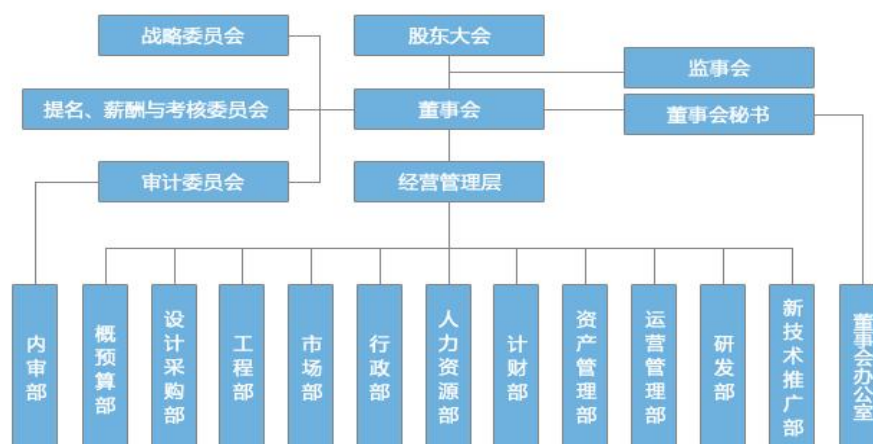 战略委员会
股东大会
监事会
提名、薪酬与考核委员会
董事会
董事会秘书
审计委员会
经营管理层
内审部
概预算部
设计采购部
工程部
市场部
行政部
人力资源部
计财部
资产管理部
运营管理部
研发部
新技术推广部
董事会办公室